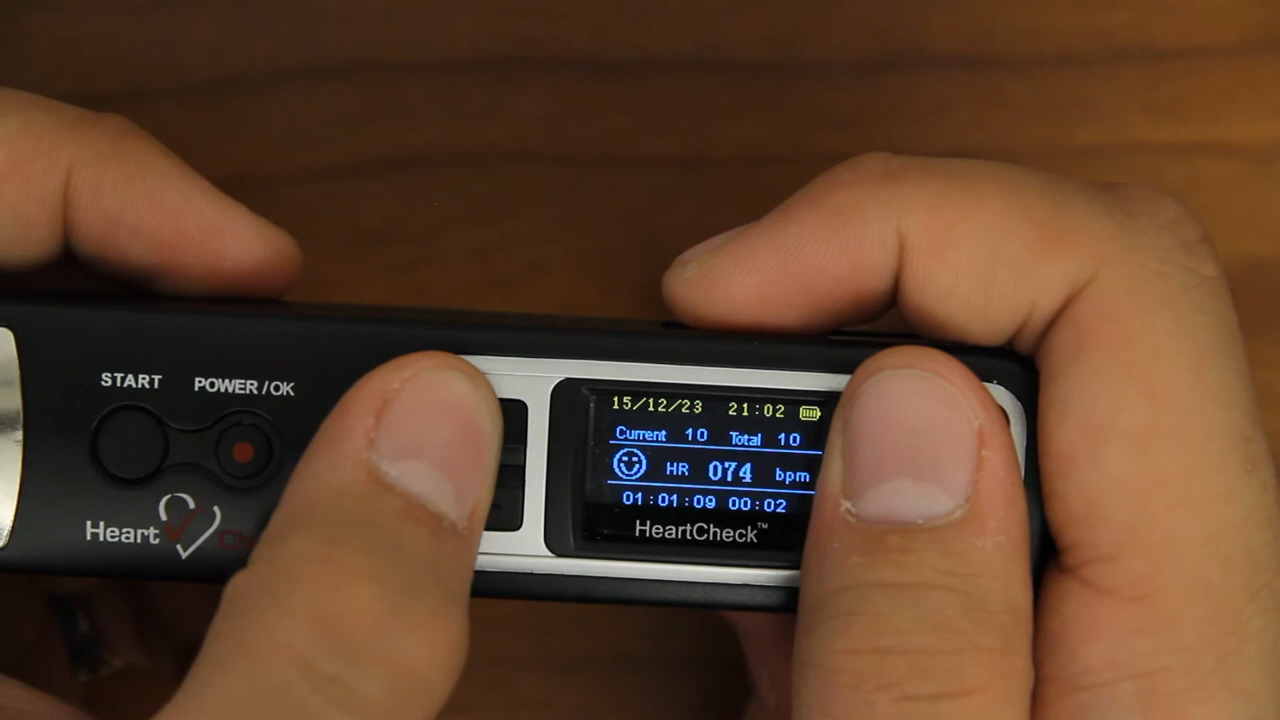 START POWER/OK
Heart
15/12/23 21:02
Current 10 Total 10
HR 074 bpm
01:01:09 00:02
HeartCheck™